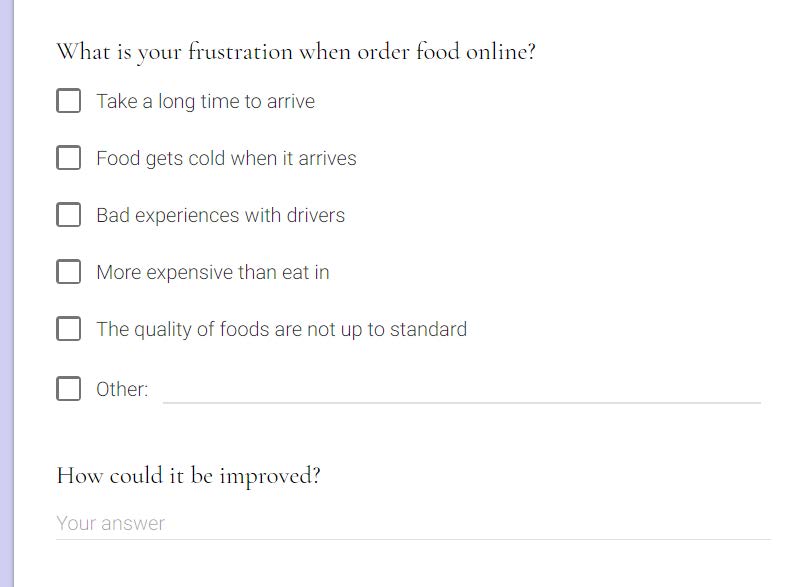 What is your frustration when order food online?
Take a long time to arrive
Food gets cold when it arrives
Bad experiences with drivers
More expensive than eat in
The quality of foods are not up to standard
Other:
How could it be improved?
Your answer